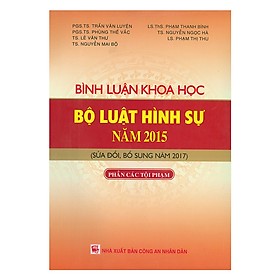 PGS.TS. TRẦN VĂN LUYỆN
PGS.TS. PHÙNG THẾ VẮC
TS. LÊ VĂN THƯ
TS. NGUYỄN MAI BỘ
LS.ThS. PHẠM THANH BÌNH
TS. NGUYỄN NGỌC HÀ
LS. PHẠM THỊ THU
BÌNH LUẬN KHOA HỌC
BỘ LUẬT HÌNH SỰ
NĂM 2015
(SỬA ĐỔI, BỔ SUNG NĂM 2017)
PHẦN CÁC TỘI PHẠM
NHÀ XUẤT BẢN CÔNG AN NHÂN DÂN